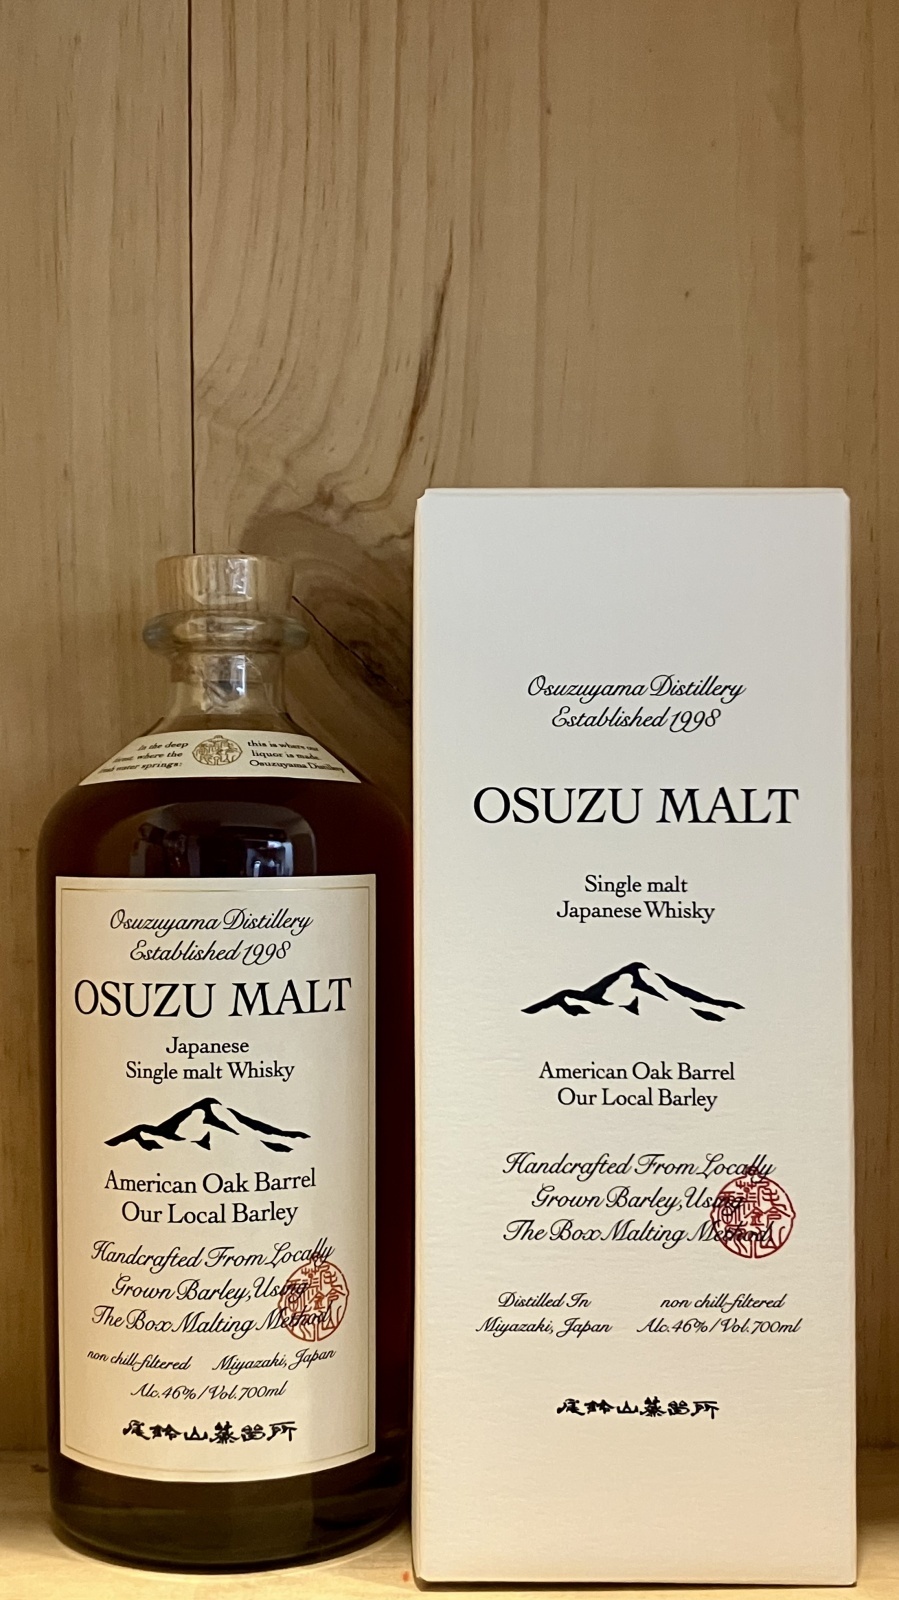 in the deep
forest, where the
fresh water springs:
this is where our
liquor is made.
Osuzuyama Distillery
Osuzuyama Distillery
Established 1998
OSUZU MALT
Japanese
Single malt Whisky
American Oak Barrel
Our Local Barley
Handcrafted From Locally
Grown Barley, Using
The Box Malting Method
non chill-filtered Miyazaki, Japan
Alc.46%/Vol.700ml
尾鈴山蒸留所
Osuzuyama Distillery
Established 1998
OSUZU MALT
Single malt
Japanese Whisky
American Oak Barrel
Our Local Barley
Handcrafted From Locally
Grown Barley, Using
The Box Malting Method
Distilled In
Miyazaki, Japan
non chill-filtered
Alc.46%/Vol.700ml
尾鈴山蒸留所